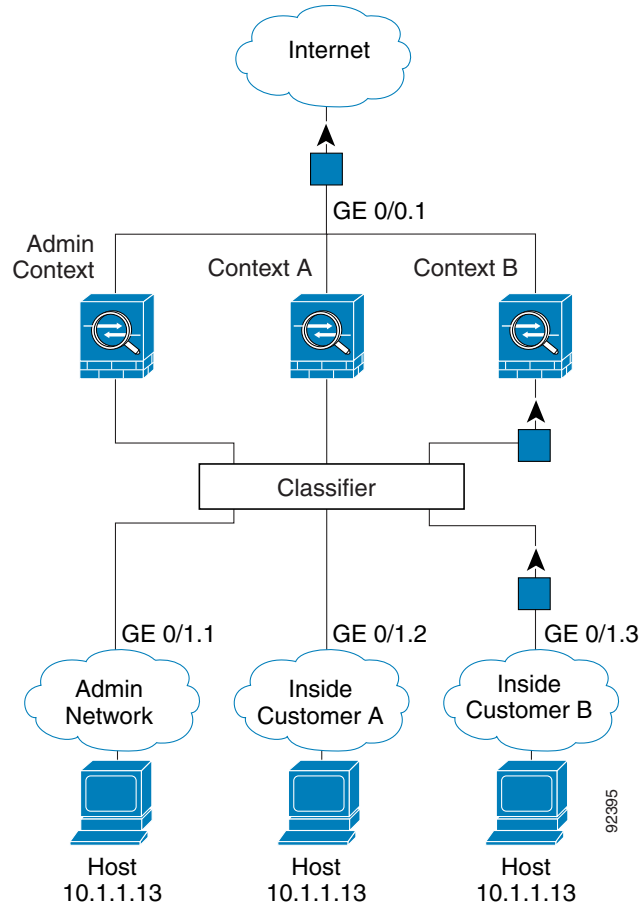 Internet
GE 0/0.1
Admin
Context
Context A
Context B
Classifier
GE 0/1.1
GE 0/1.2
GE 0/1.3
Admin
Network
Inside
Customer A
Inside
Customer B
Host
10.1.1.13
Host
10.1.1.13
Host
10.1.1.13
92395